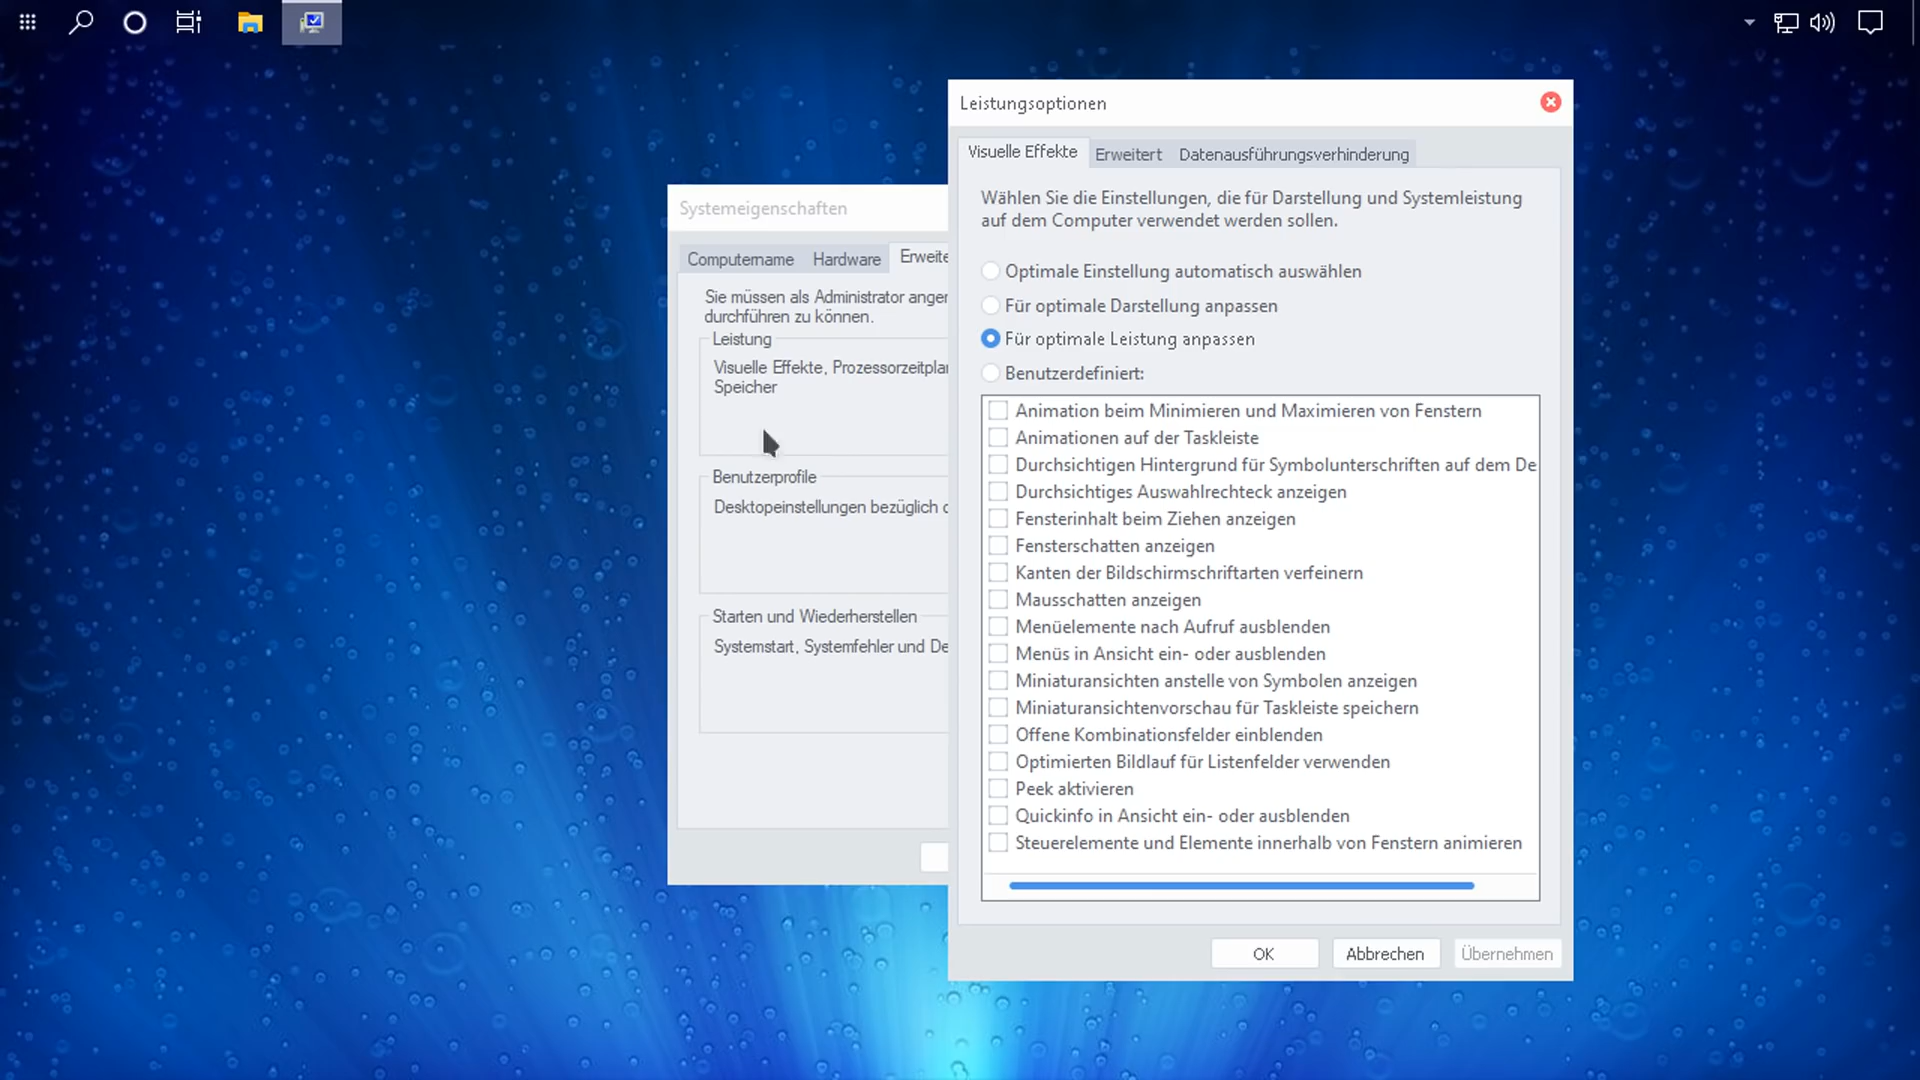 Leistungsoptionen
Visuelle Effekte
Erweitert
Datenausführungsverhinderung
Wählen Sie die Einstellungen, die für Darstellung und Systemleistung
auf dem Computer verwendet werden sollen.
Optimale Einstellung automatisch auswählen
Für optimale Darstellung anpassen
Für optimale Leistung anpassen
Benutzerdefiniert:
Animation beim Minimieren und Maximieren von Fenstern
Animationen auf der Taskleiste
Durchsichtigen Hintergrund für Symbolunterschriften auf dem De
Durchsichtiges Auswahlrechteck anzeigen
Fensterinhalt beim Ziehen anzeigen
Fensterschatten anzeigen
Kanten der Bildschirmschriftarten verfeinern
Mausschatten anzeigen
Menüelemente nach Aufruf ausblenden
Menüs in Ansicht ein- oder ausblenden
Miniaturansichten anstelle von Symbolen anzeigen
Miniaturansichtenvorschau für Taskleiste speichern
Offene Kombinationsfelder einblenden
Optimierten Bildlauf für Listenfelder verwenden
Peek aktivieren
Quickinfo in Ansicht ein- oder ausblenden
Steuerelemente und Elemente innerhalb von Fenstern animieren
OK
Abbrechen
Übernehmen
Systemeigenschaften
Computername
Hardware
Erweite
Sie müssen als Administrator anger
durchführen zu können.
Leistung
Visuelle Effekte, Prozessorzeitplan
Speicher
Benutzerprofile
Desktopeinstellungen bezüglich d
Starten und Wiederherstellen
Systemstart, Systemfehler und De